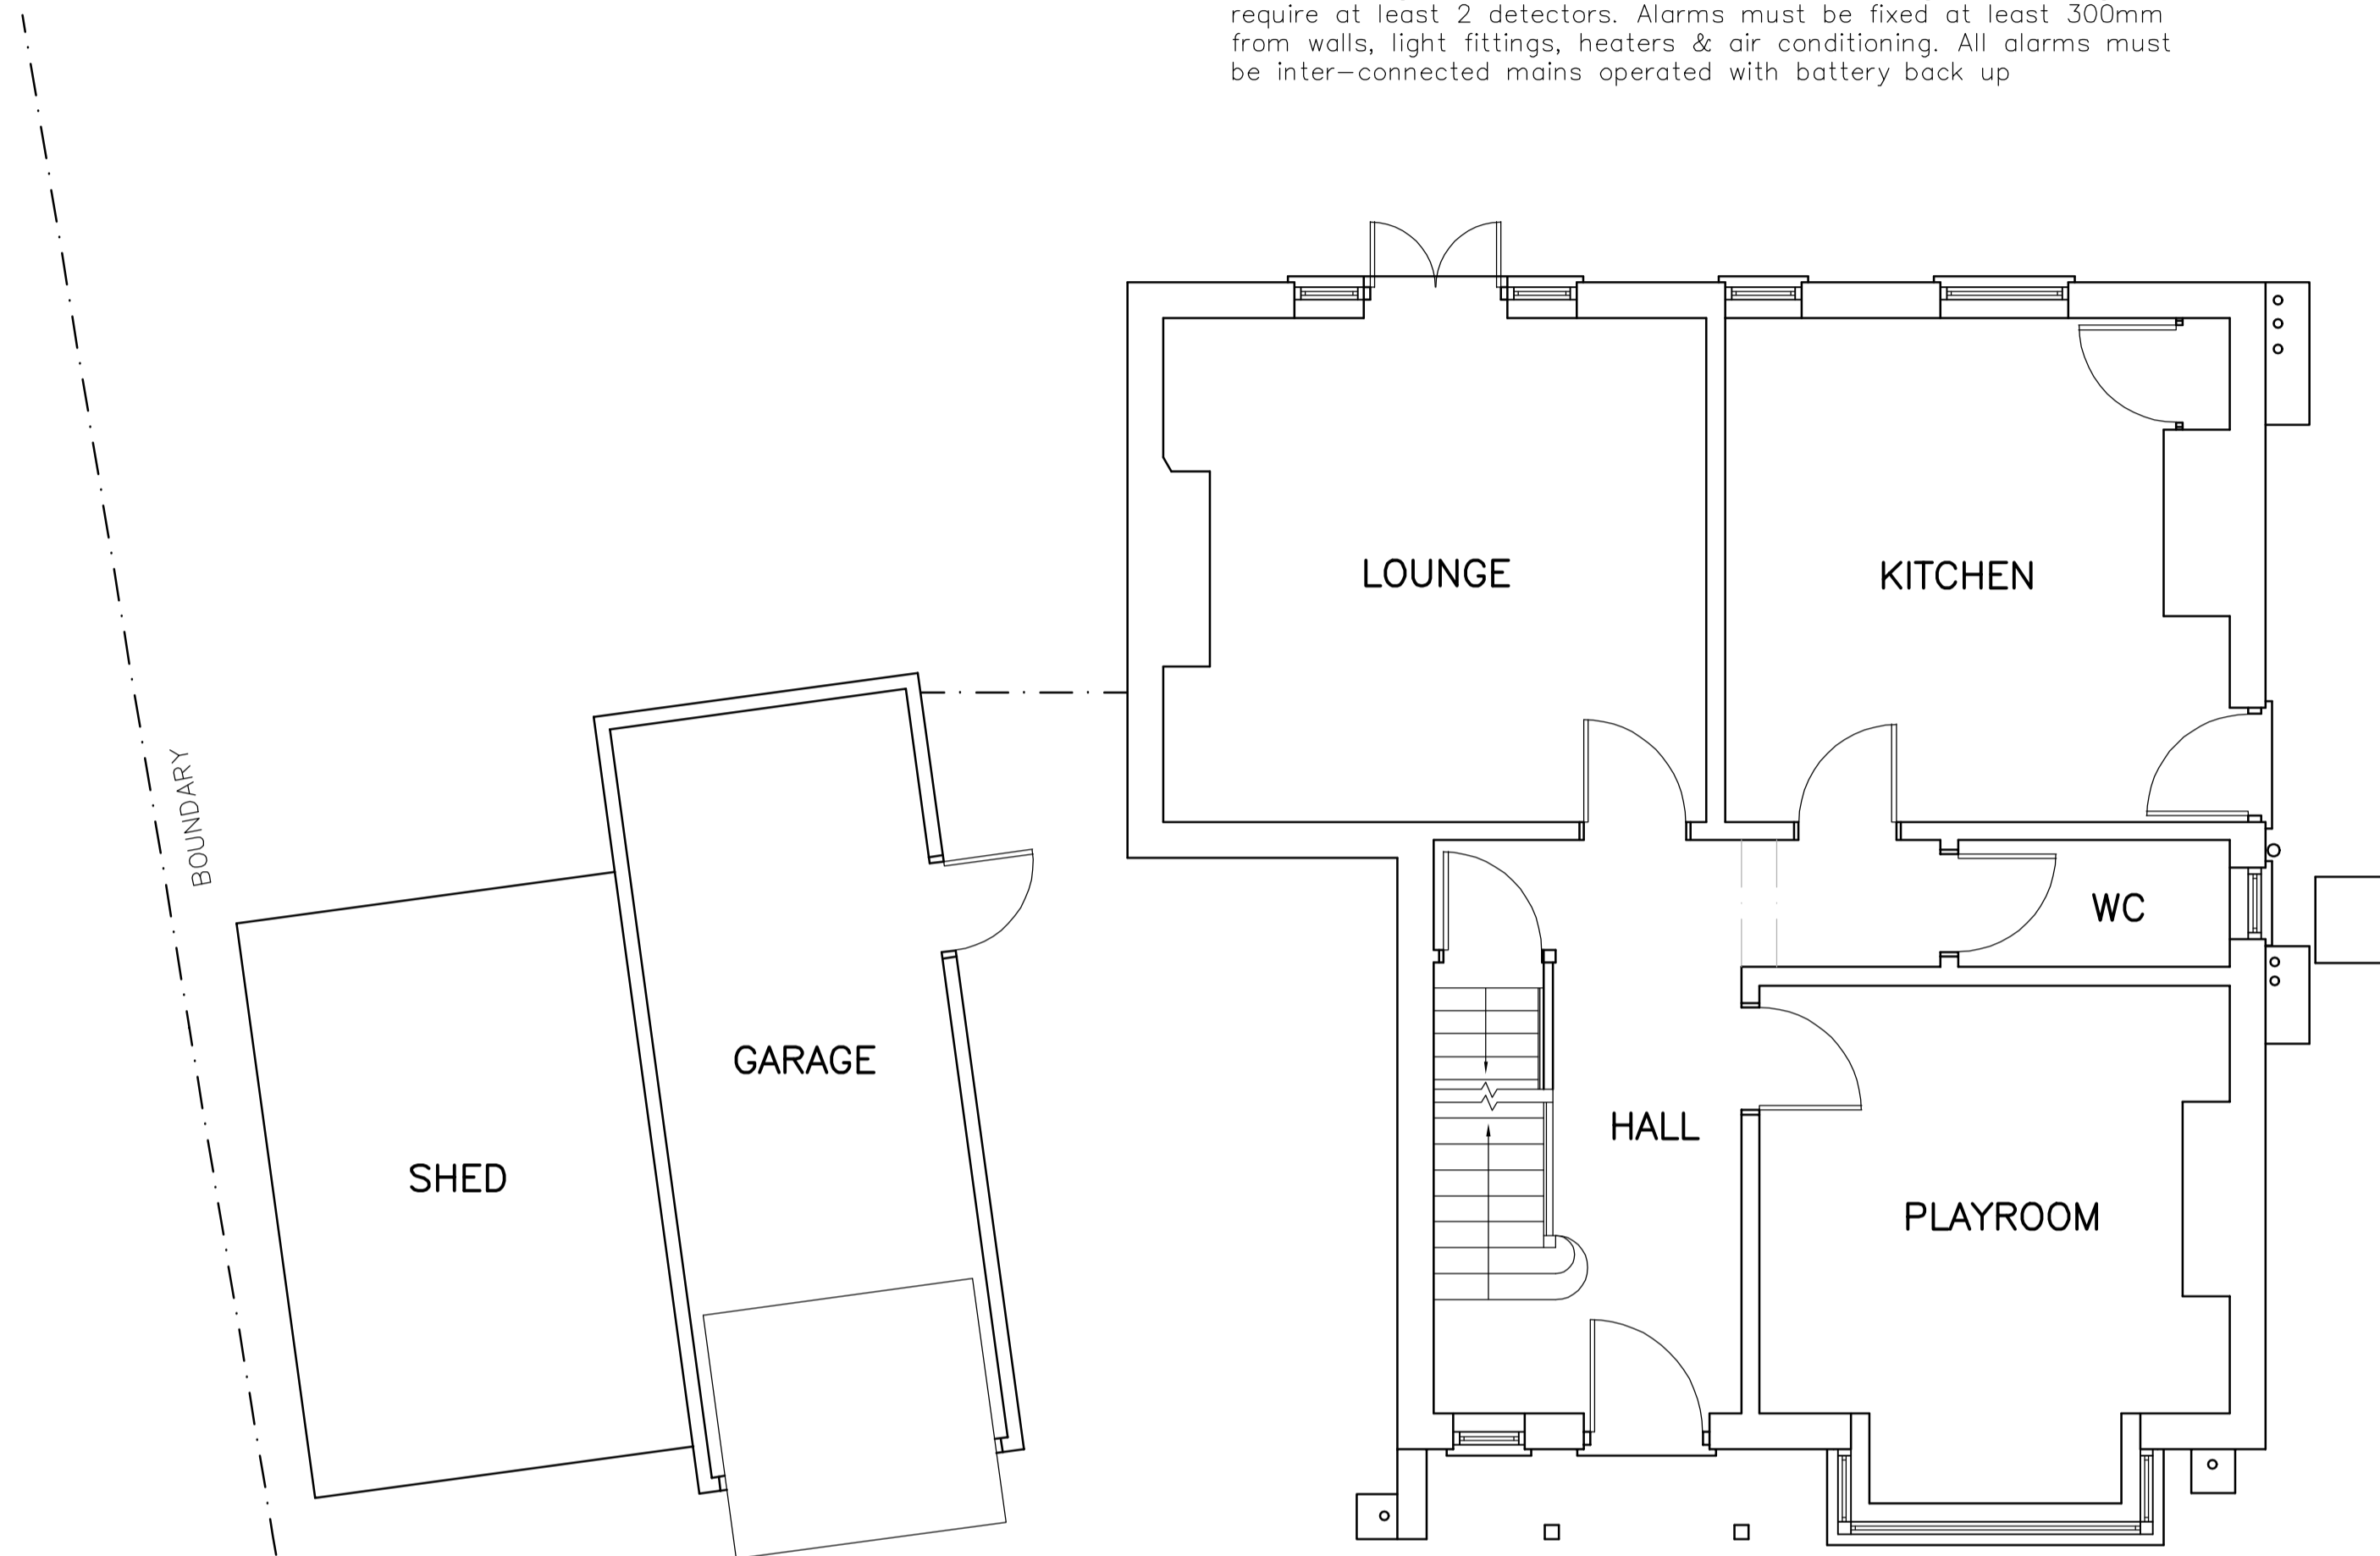 require at least 2 detectors. Alarms must be fixed at least 300mm
from walls, light fittings, heaters & air conditioning. All alarms must
be inter-connected mains operated with battery back up
LOUNGE
KITCHEN
BOUNDARY
WC
GARAGE
HALL
SHED
PLAYROOM